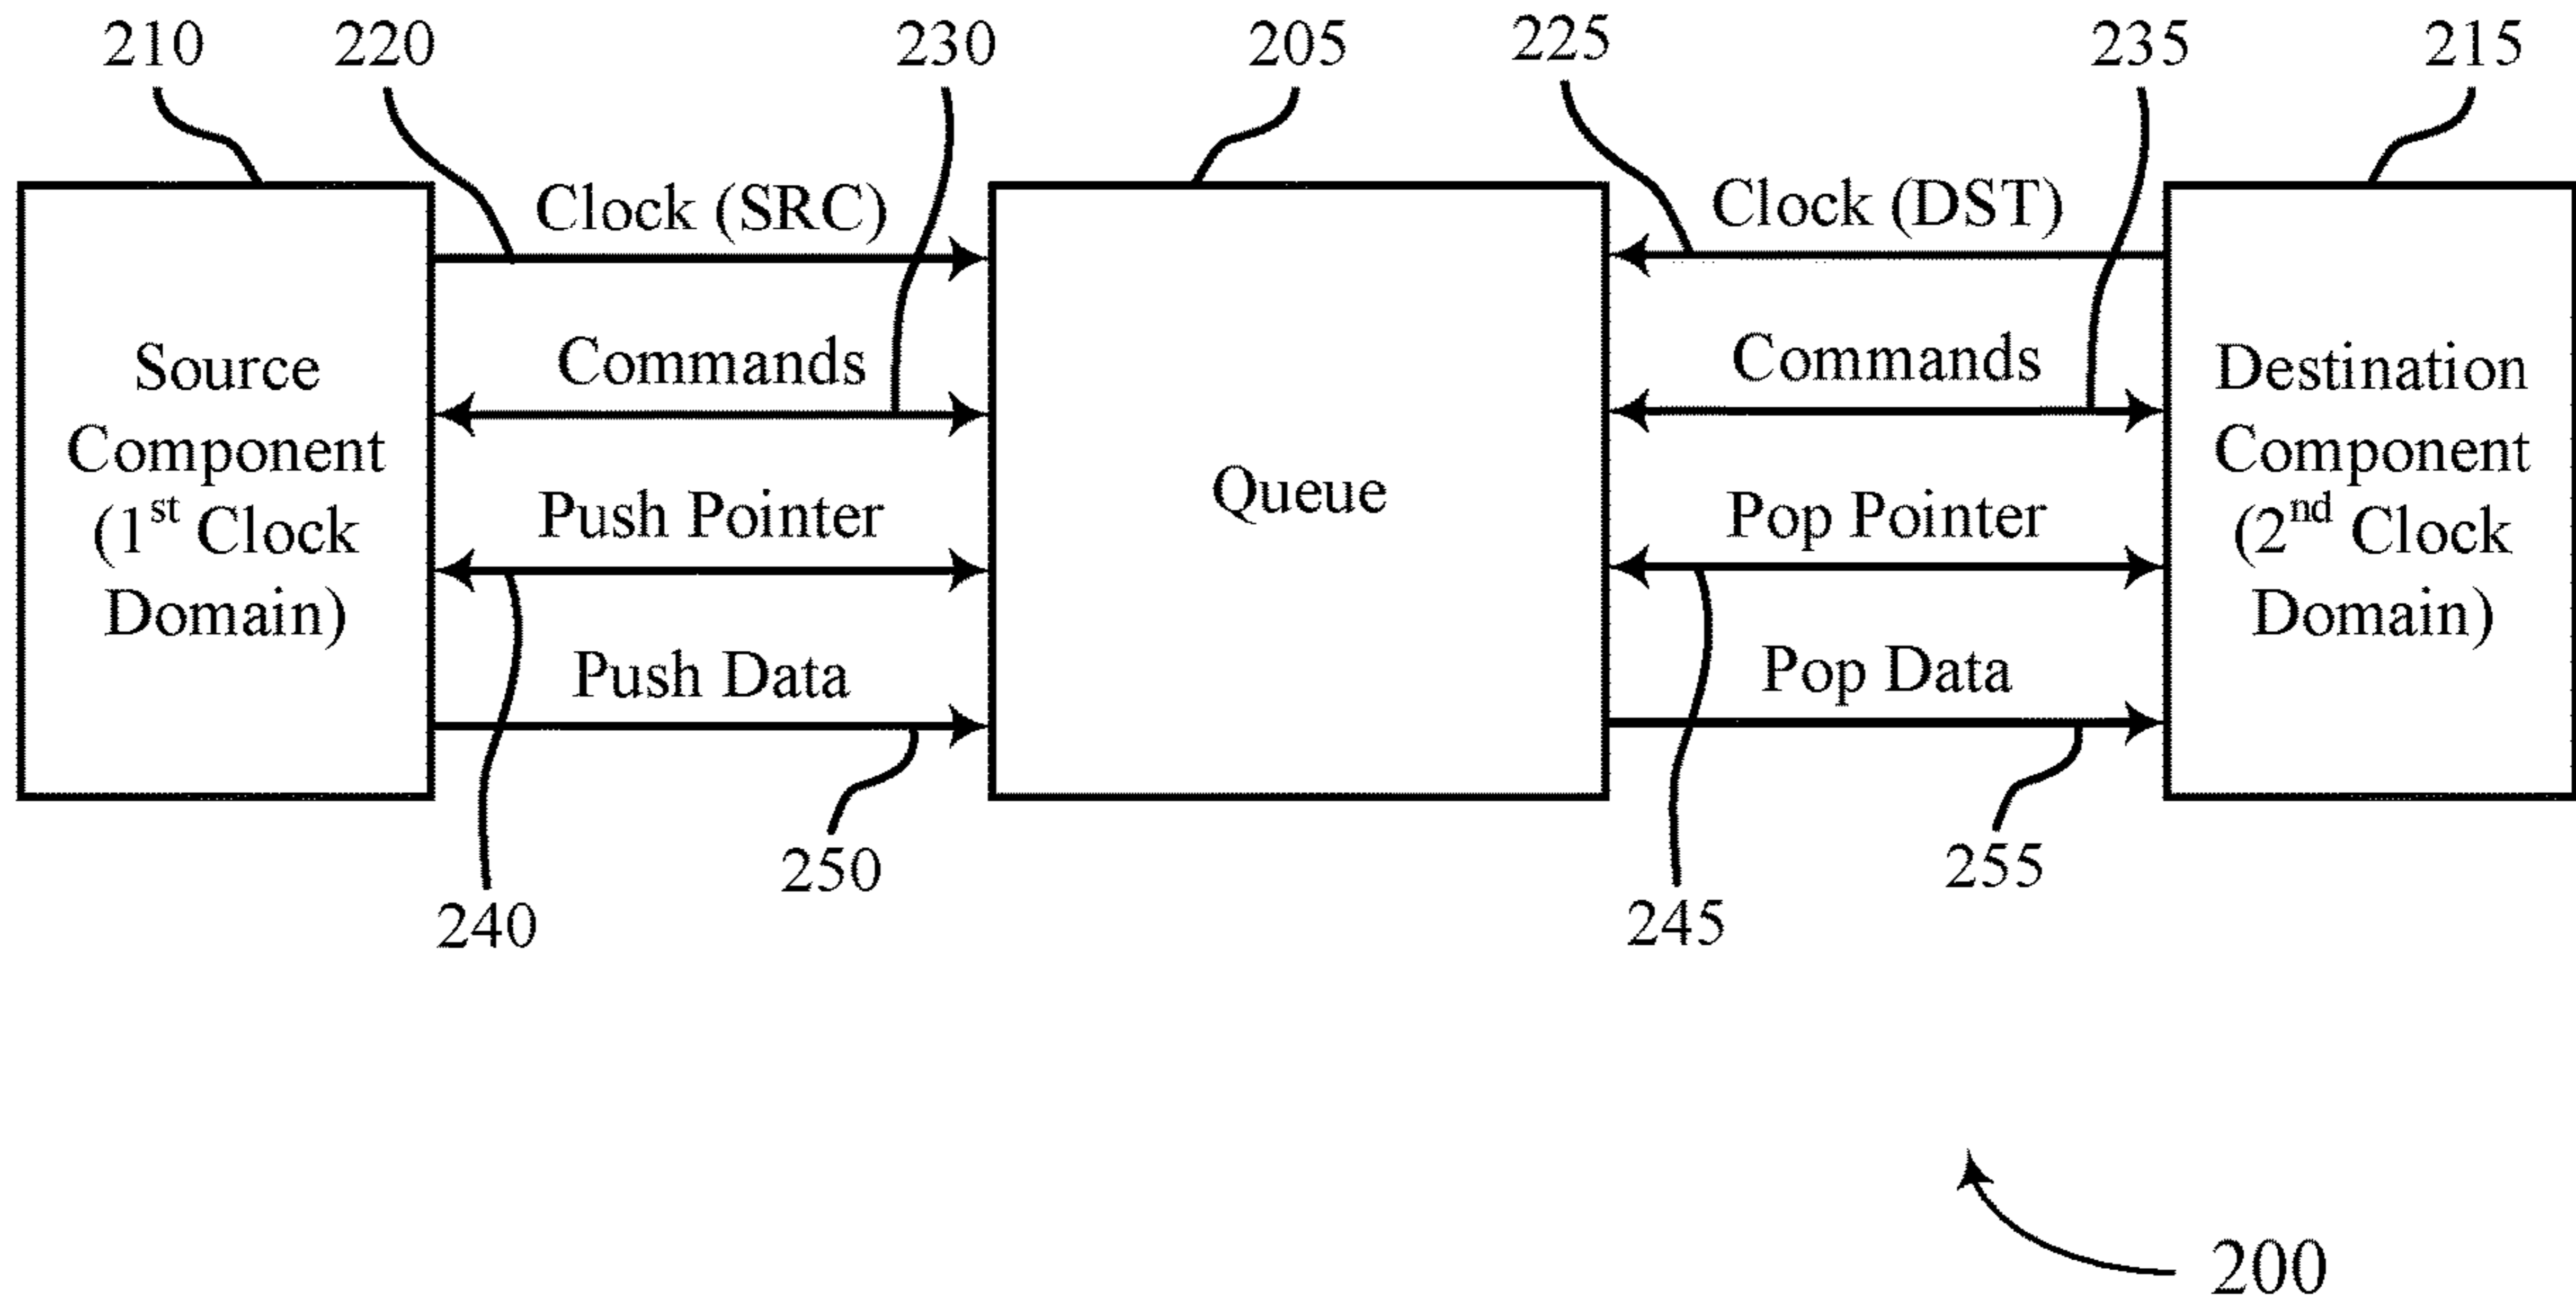 210
220
230
205
225
235
215
Clock (SRC)
Clock (DST)
Source
Component
(1st Clock
Domain)
Commands
Push Pointer
Push Data
Queue
Commands
Pop Pointer
Pop Data
Destination
Component
(2nd Clock
Domain)
240
250
245
255
200